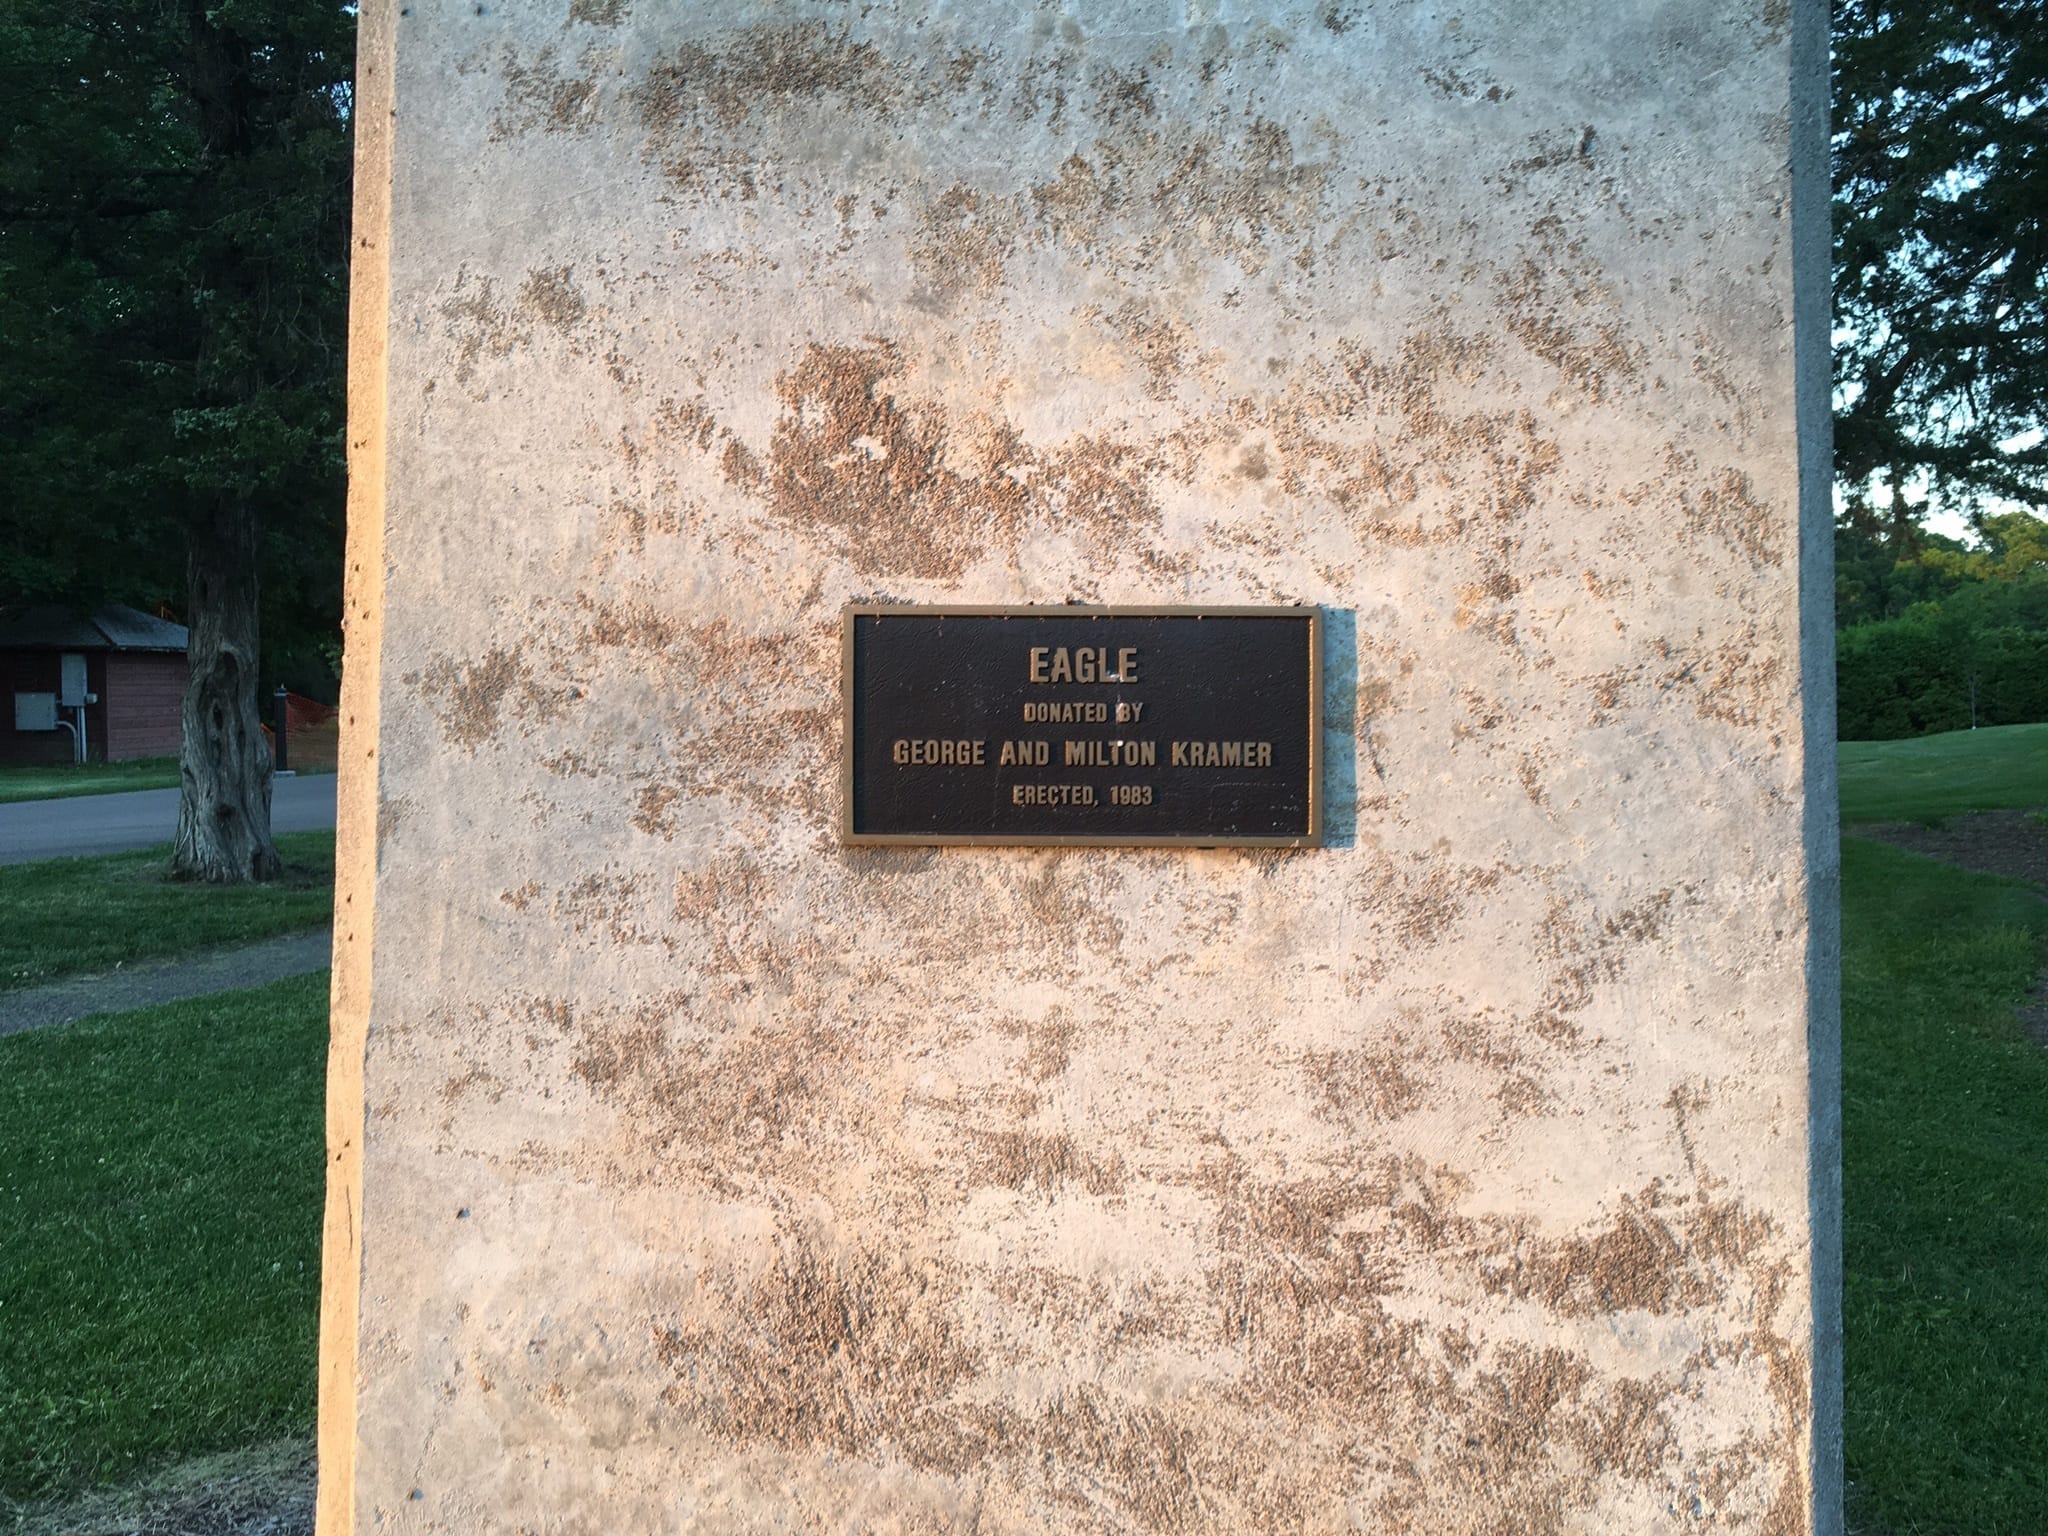 EAGLE
DONATED BY
GEORGE AND MILTON KRAMER
ERECTED, 1983